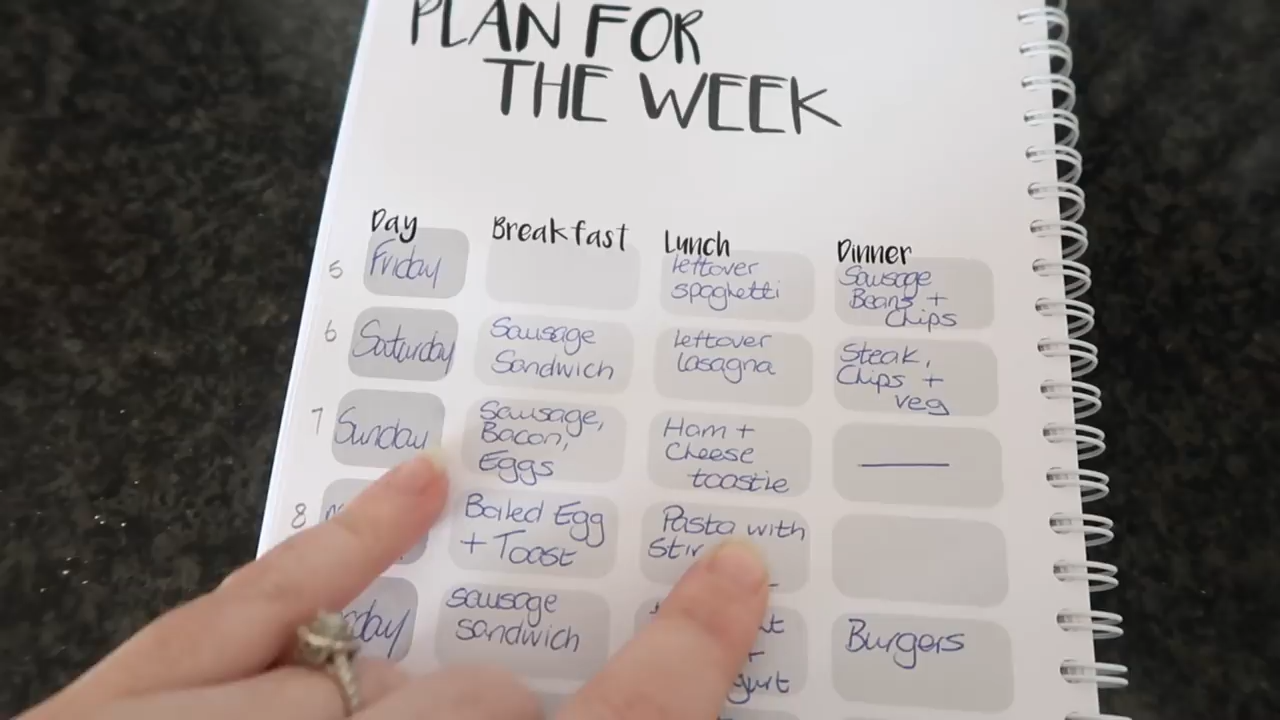 PLAN FOR
THE WEEK
Day Breakfast Lunch Dinner
5 Friday
leftover
spaghetti
Sausage
Beans +
Chips
6 Saturday
Sausage
Sandwich
leftover
lasagna
Steak,
Chips +
veg
7 Sunday
Sausage,
Bacon,
Eggs
Ham +
Cheese
toastie
8
Boiled Egg
+ Toast
Pasta with
sausage
sandwich
Burgers